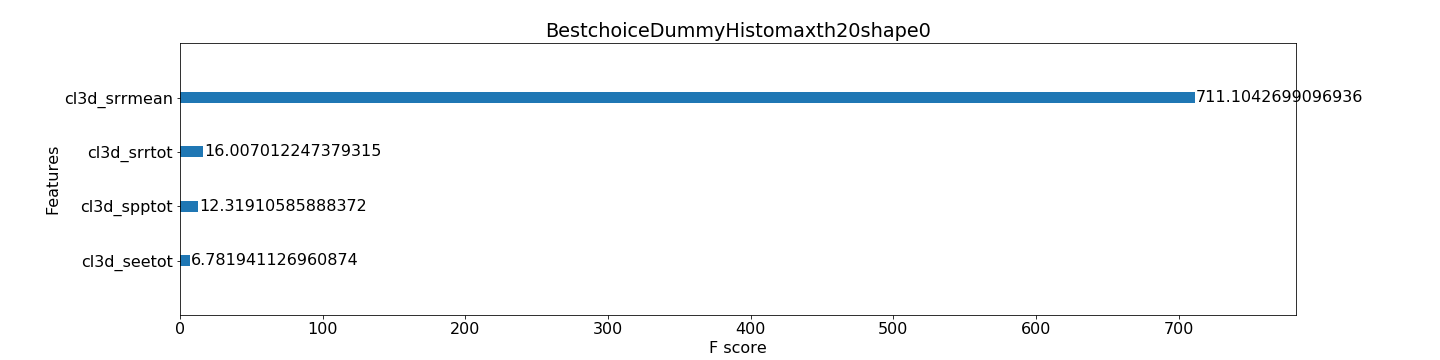 BestchoiceDummyHistomaxth20shape0
cl3d_srrmean
711.1042699096936
cl3d_srrtot
16.007012247379315
cl3d_spptot
12.31910585888372
cl3d_seetot
6.781941126960874
Features
0 100 200 300 400 500 600 700
F score